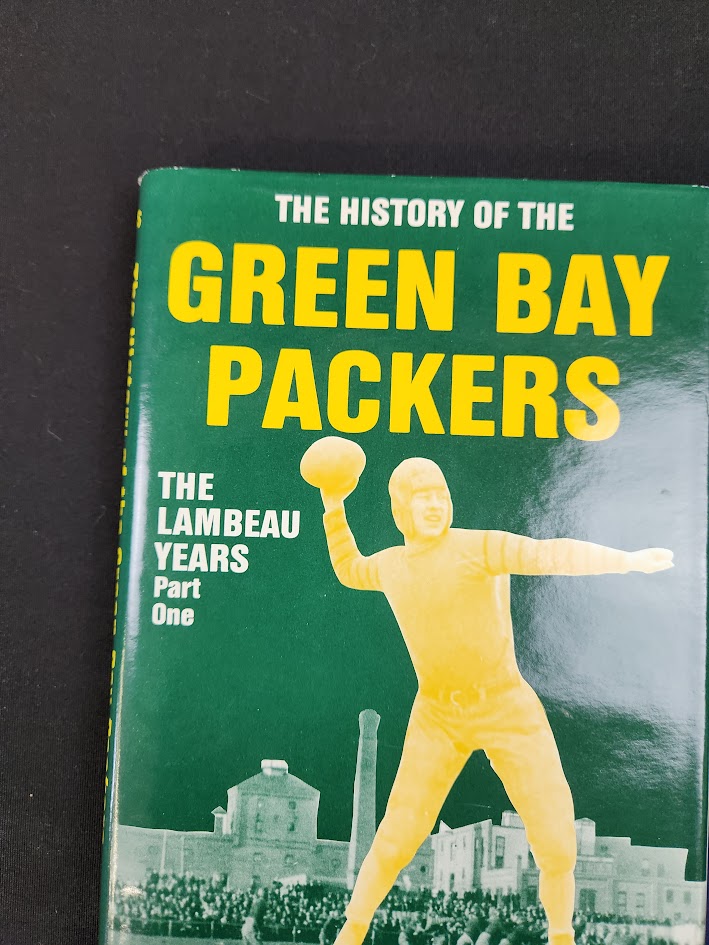 THE HISTORY OF THE
GREEN BAY
PACKERS
THE
LAMBEAU
YEARS
Part
One